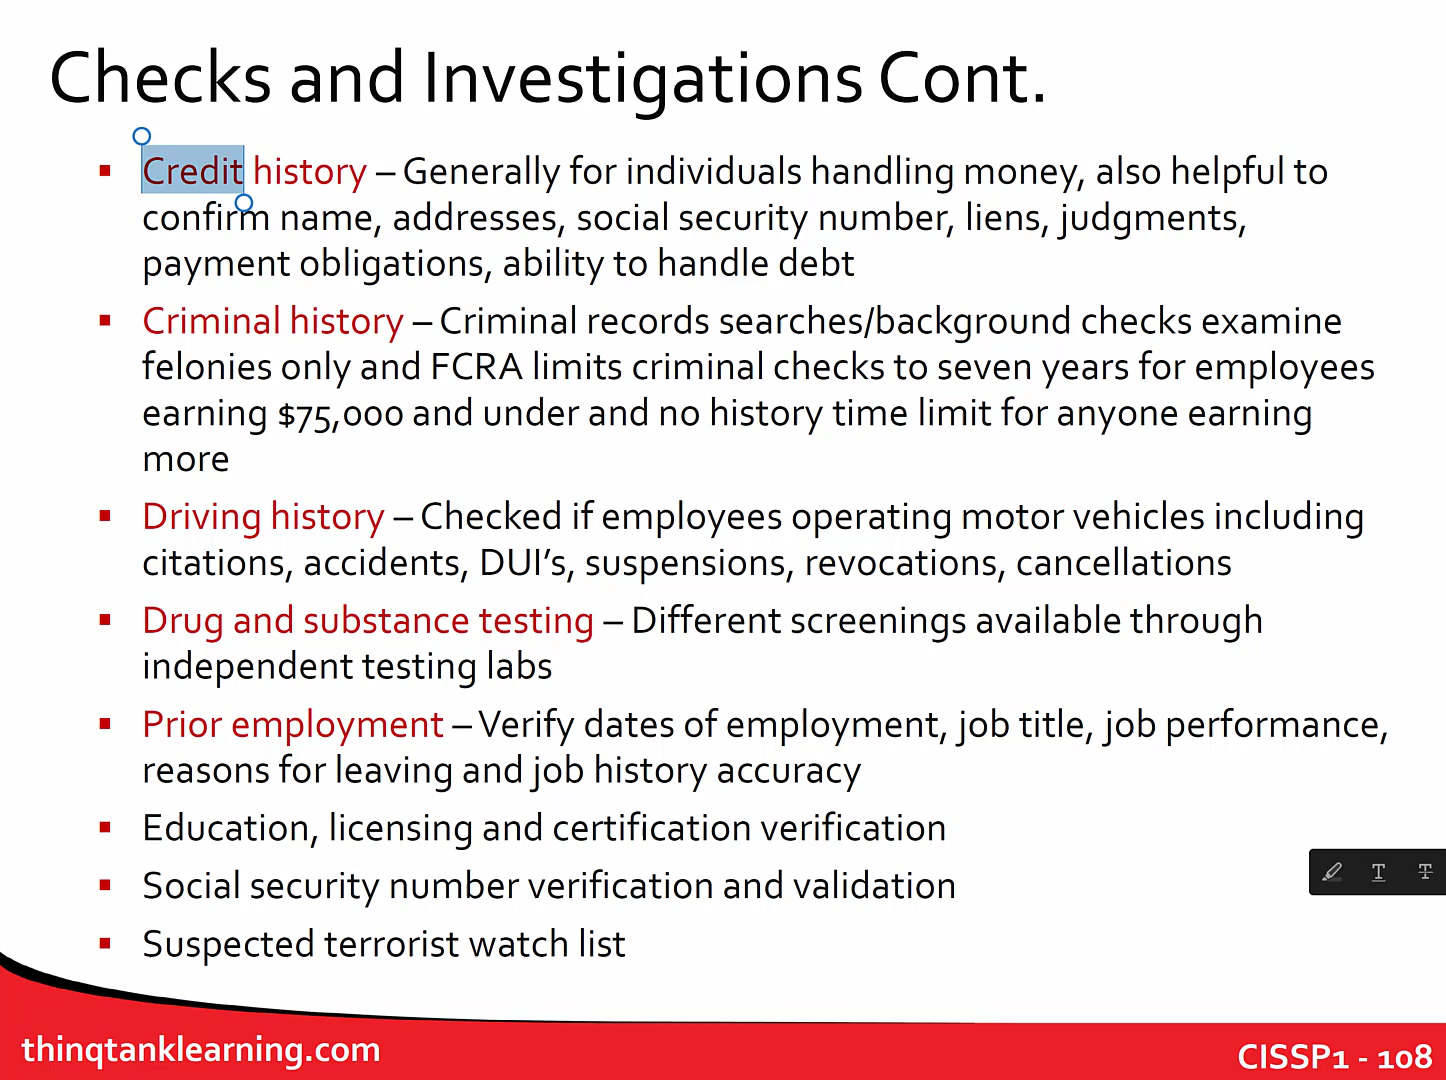 Checks and Investigations Cont.
Credit history – Generally for individuals handling money, also helpful to
confirm name, addresses, social security number, liens, judgments,
payment obligations, ability to handle debt
Criminal history – Criminal records searches/background checks examine
felonies only and FCRA limits criminal checks to seven years for employees
earning $75,000 and under and no history time limit for anyone earning
more
Driving history – Checked if employees operating motor vehicles including
citations, accidents, DUI’s, suspensions, revocations, cancellations
Drug and substance testing – Different screenings available through
independent testing labs
Prior employment – Verify dates of employment, job title, job performance,
reasons for leaving and job history accuracy
Education, licensing and certification verification
Social security number verification and validation
Suspected terrorist watch list
thinqtanklearning.com
CISSP1 - 108